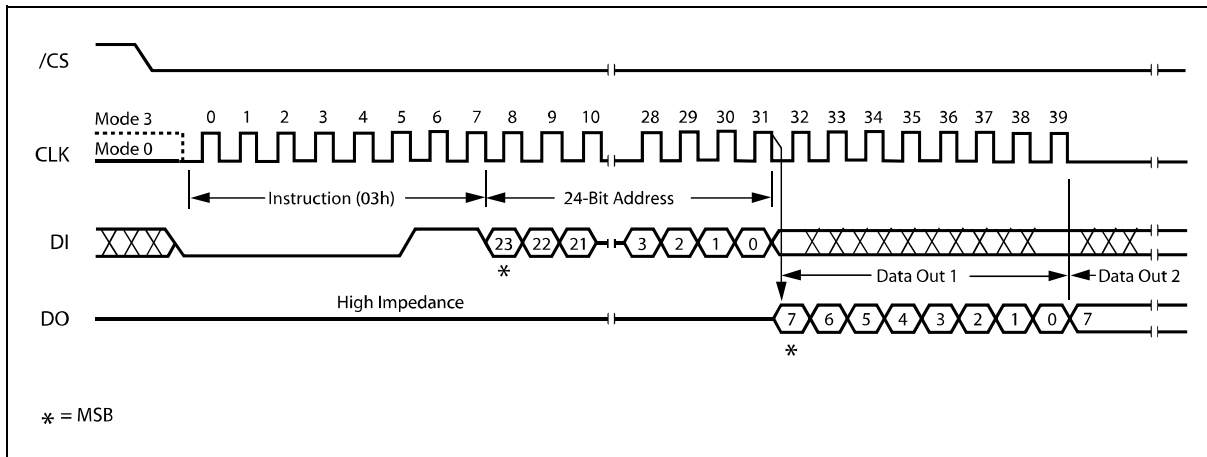 /CS
Mode 3
0 1 2 3 4 5 6 7 8 9 10 28 29 30 31 32 33 34 35 36 37 38 39
CLK
Mode 0
Instruction (03h)
24-Bit Address
DI
23 22 21 3 2 1 0
*
Data Out 1
Data Out 2
High Impedance
DO
7 6 5 4 3 2 1 0 7
*
* = MSB